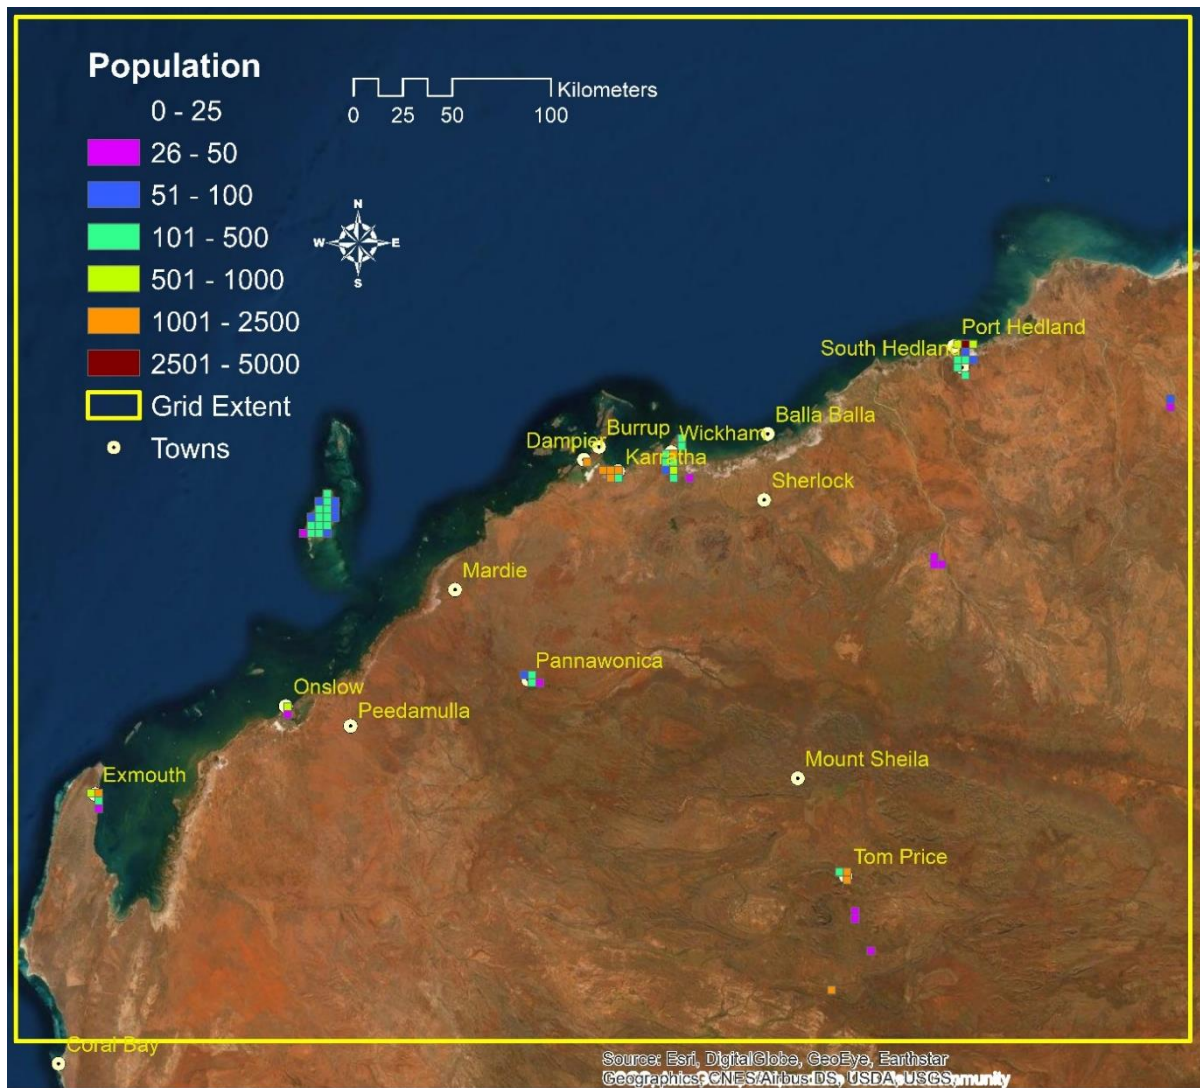 Population
0 - 25
26 - 50
51 - 100
101 - 500
501 - 1000
1001 - 2500
2501 - 5000
Grid Extent
Towns
Kilometers
0 25 50 100
N
W E
S
Port Hedland
South Hedland
Balla Balla
Burrup
Wickham
Dampier
Karratha
Sherlock
Mardie
Pannawonica
Onslow
Peedamulla
Mount Sheila
Exmouth
Tom Price
Coral Bay
Source: Esri, DigitalGlobe, GeoEye, Earthstar
Geographics, CNES/Airbus DS, USDA, USGS,